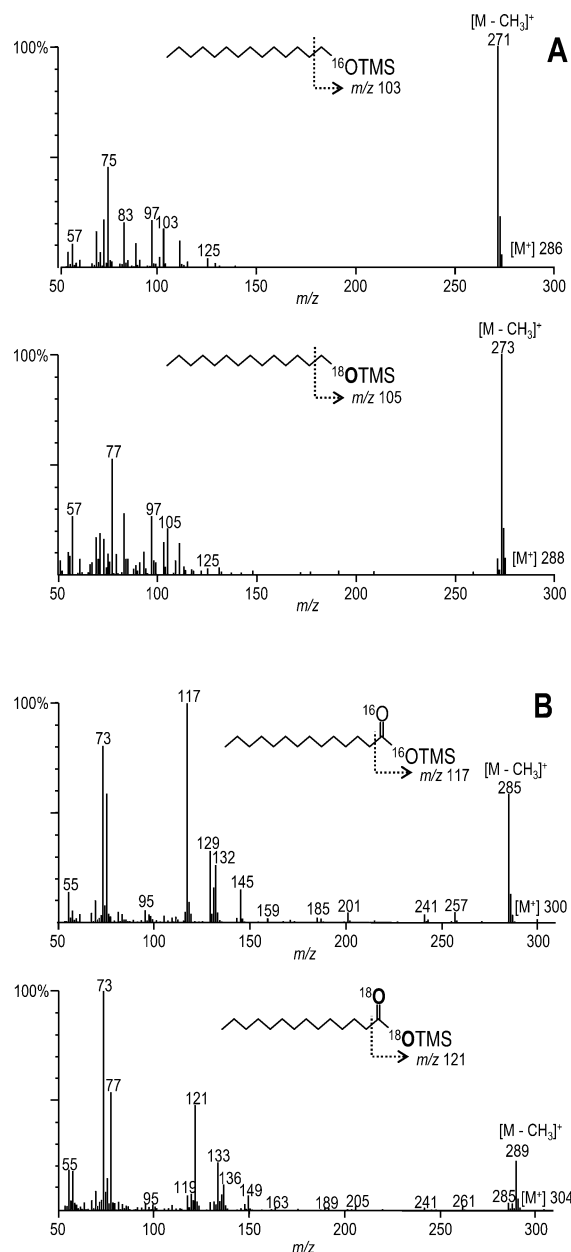 [M - CH₃]⁺
271
A
100%
¹⁶OTMS
m/z 103
75
83
97
103
57
125
[M⁺] 286
50
100
150
200
250
300
m/z
[M - CH₃]⁺
273
100%
¹⁸OTMS
m/z 105
77
57
97
105
125
[M⁺] 288
50
100
150
200
250
300
m/z
B
117
100%
¹⁶O
¹⁶OTMS
m/z 117
73
[M - CH₃]⁺
285
129
132
55
145
95
159
185
201
241
257
[M⁺] 300
50
100
150
200
250
300
m/z
73
100%
¹⁸O
¹⁸OTMS
m/z 121
77
121
[M - CH₃]⁺
289
133
55
136
119
149
95
163
189
205
241
261
285
[M⁺] 304
50
100
150
200
250
300
m/z